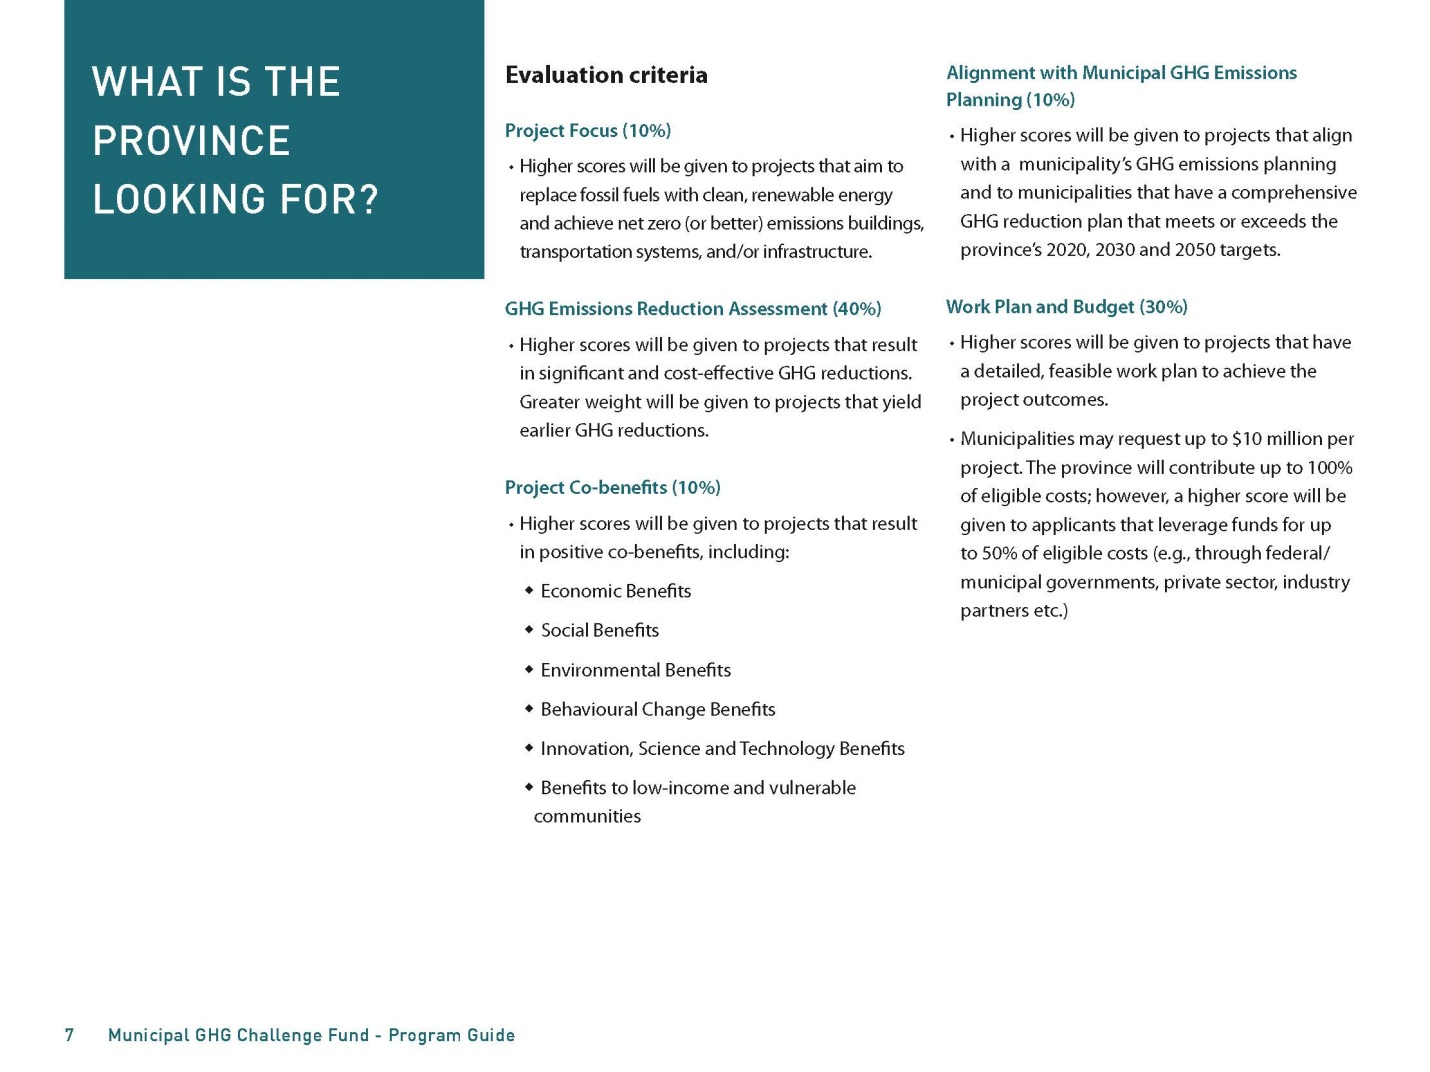 WHAT IS THE
PROVINCE
LOOKING FOR?
Evaluation criteria
Project Focus (10%)
• Higher scores will be given to projects that aim to
replace fossil fuels with clean, renewable energy
and achieve net zero (or better) emissions buildings,
transportation systems, and/or infrastructure.
GHG Emissions Reduction Assessment (40%)
• Higher scores will be given to projects that result
in significant and cost-effective GHG reductions.
Greater weight will be given to projects that yield
earlier GHG reductions.
Project Co-benefits (10%)
• Higher scores will be given to projects that result
in positive co-benefits, including:
◆ Economic Benefits
◆ Social Benefits
◆ Environmental Benefits
◆ Behavioural Change Benefits
◆ Innovation, Science and Technology Benefits
◆ Benefits to low-income and vulnerable
communities
Alignment with Municipal GHG Emissions
Planning (10%)
• Higher scores will be given to projects that align
with a municipality's GHG emissions planning
and to municipalities that have a comprehensive
GHG reduction plan that meets or exceeds the
province's 2020, 2030 and 2050 targets.
Work Plan and Budget (30%)
• Higher scores will be given to projects that have
a detailed, feasible work plan to achieve the
project outcomes.
• Municipalities may request up to $10 million per
project. The province will contribute up to 100%
of eligible costs; however, a higher score will be
given to applicants that leverage funds for up
to 50% of eligible costs (e.g., through federal/
municipal governments, private sector, industry
partners etc.)
7 Municipal GHG Challenge Fund - Program Guide